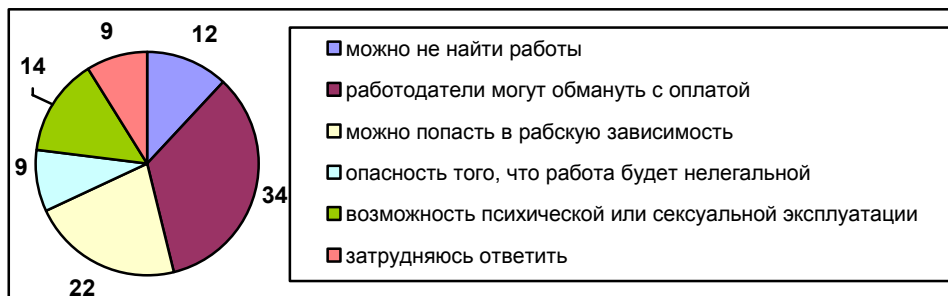 9
12
14
9
34
22
можно не найти работы
работодатели могут обмануть с оплатой
можно попасть в рабскую зависимость
опасность того, что работа будет нелегальной
возможность психической или сексуальной эксплуатации
затрудняюсь ответить